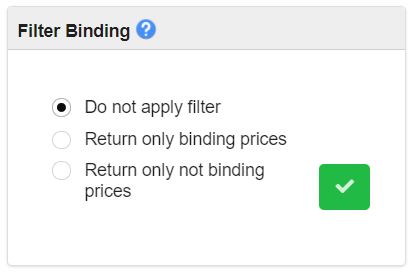 Filter Binding ?
Do not apply filter
Return only binding prices
Return only not binding
prices